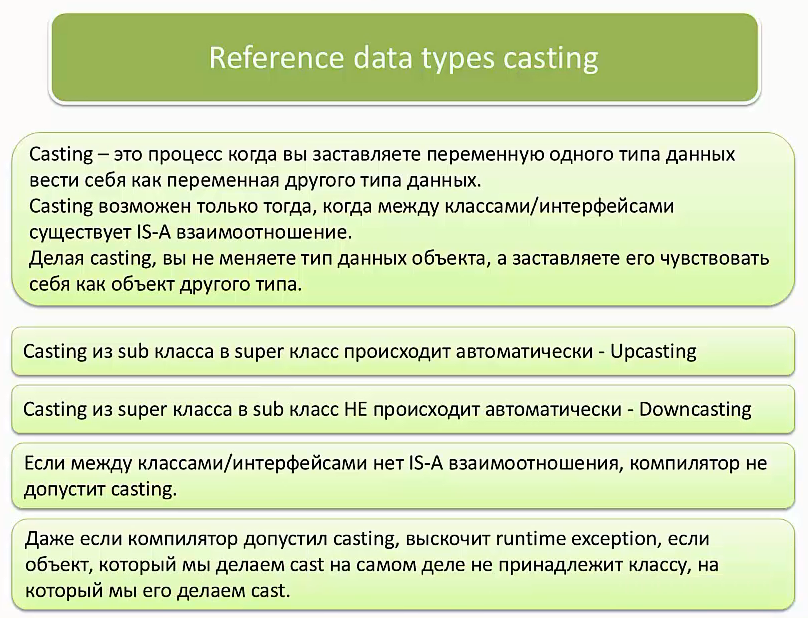 Reference data types casting
Casting – это процесс когда вы заставляете переменную одного типа данных
вести себя как переменная другого типа данных.
Casting возможен только тогда, когда между классами/интерфейсами
существует IS-A взаимоотношение.
Делая casting, вы не меняете тип данных объекта, а заставляете его чувствовать
себя как объект другого типа.
Casting из sub класса в super класс происходит автоматически - Upcasting
Casting из super класса в sub класс НЕ происходит автоматически - Downcasting
Если между классами/интерфейсами нет IS-A взаимоотношения, компилятор не
допустит casting.
Даже если компилятор допустил casting, выскочит runtime exception, если
объект, который мы делаем cast на самом деле не принадлежит классу, на
который мы его делаем cast.